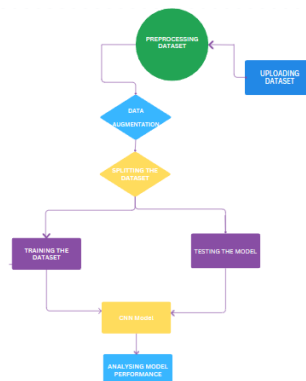 PREPROCESSING
DATASET
UPLOADING
DATASET
DATA
AUGMENTATION
SPLITTING THE
DATASET
TRAINING THE
DATASET
TESTING THE MODEL
CNN Model
ANALYSING MODEL
PERFORMANCE